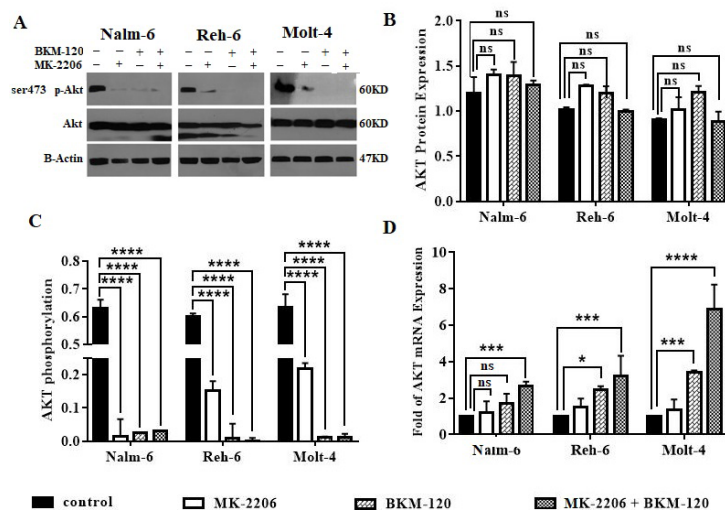 A
Nalm-6 Reh-6 Molt-4
BKM-120 – – + + – – + + – – + +
MK-2206 – + – + – + – + – + – +
ser473 p-Akt 60KD
Akt 60KD
B-Actin 47KD
B
AKT Protein Expression
2.0
1.5
1.0
0.5
0.0
ns ns ns
ns ns ns
ns ns ns
Nalm-6 Reh-6 Molt-4
C
AKT phosphorylation
0.8
0.7
0.6
0.5
0.2
0.1
0.0
**** **** ****
**** **** ****
**** **** ****
Nalm-6 Reh-6 Molt-4
D
Fold of AKT mRNA Expression
10
8
6
4
2
0
*** ns ns
*** *
**** ***
Nalm-6 Reh-6 Molt-4
control MK-2206 BKM-120 MK-2206 + BKM-120